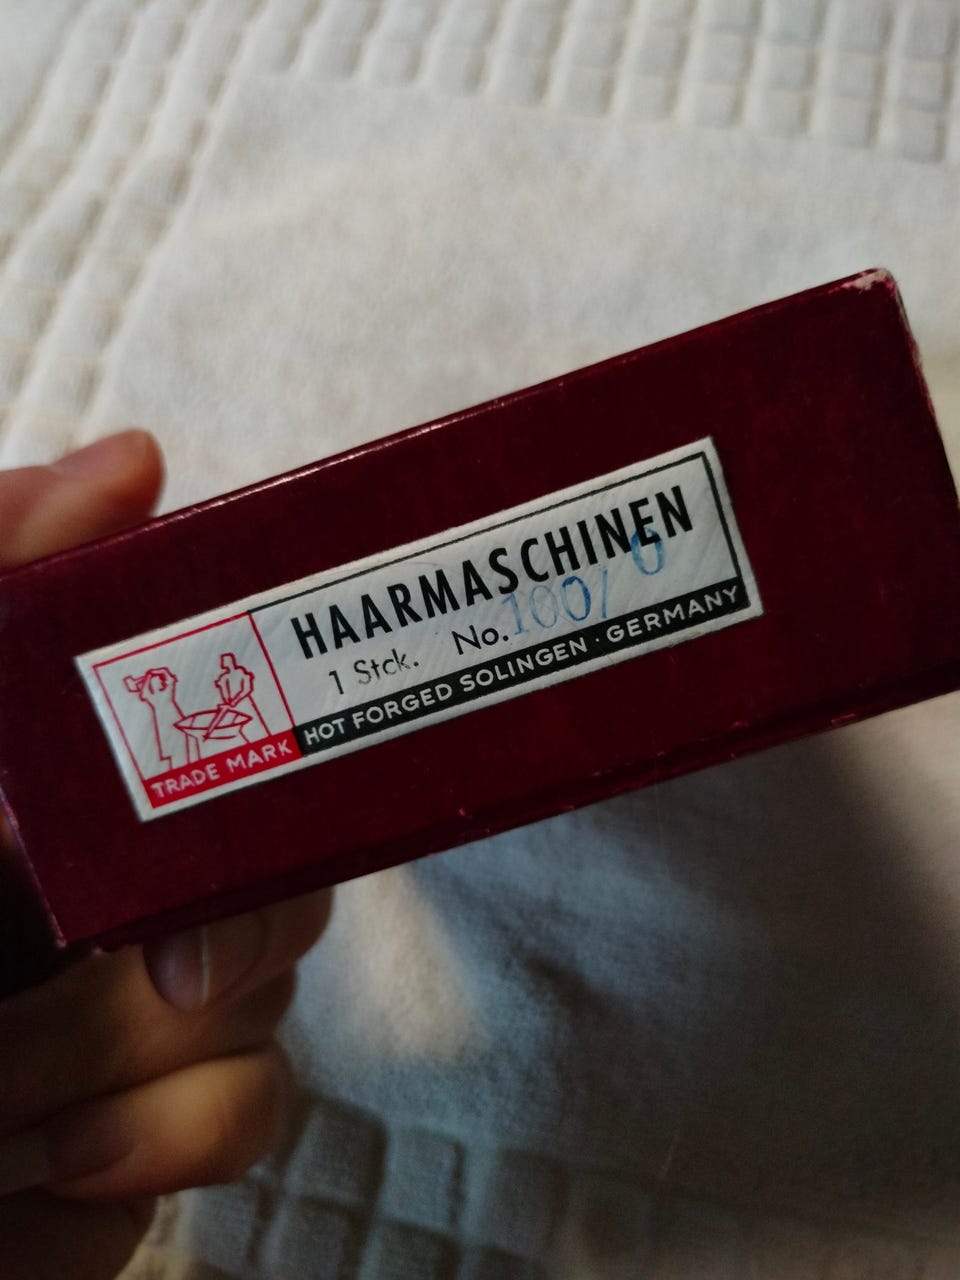 HAARMASCHINEN
1 Stck. No. 100/ 0
HOT FORGED SOLINGEN · GERMANY
TRADE MARK